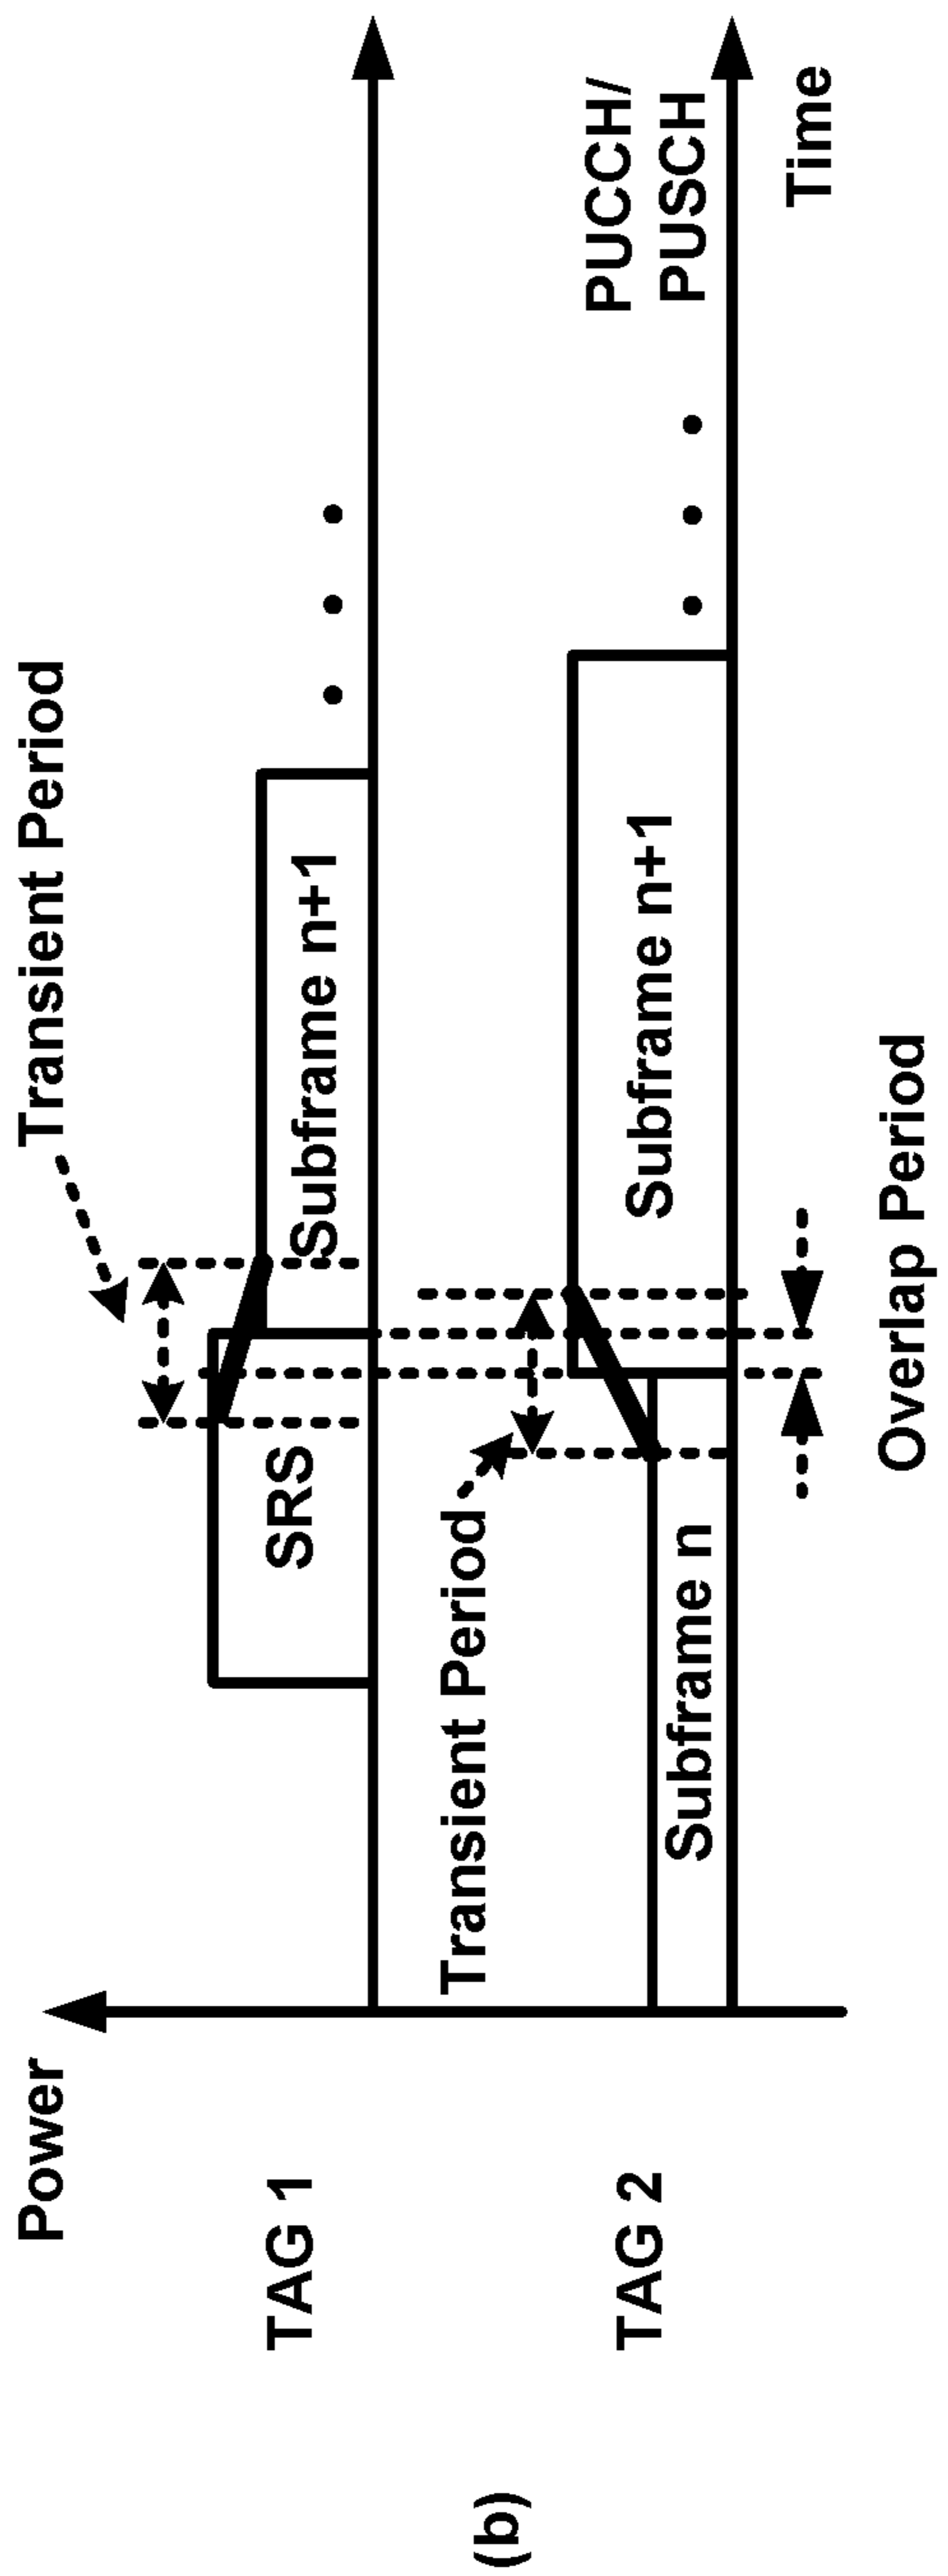 Power
Transient Period
TAG 1
SRS
Subframe n+1
Transient Period
PUCCH/
PUSCH
TAG 2
Subframe n
Subframe n+1
Time
Overlap Period
(b)